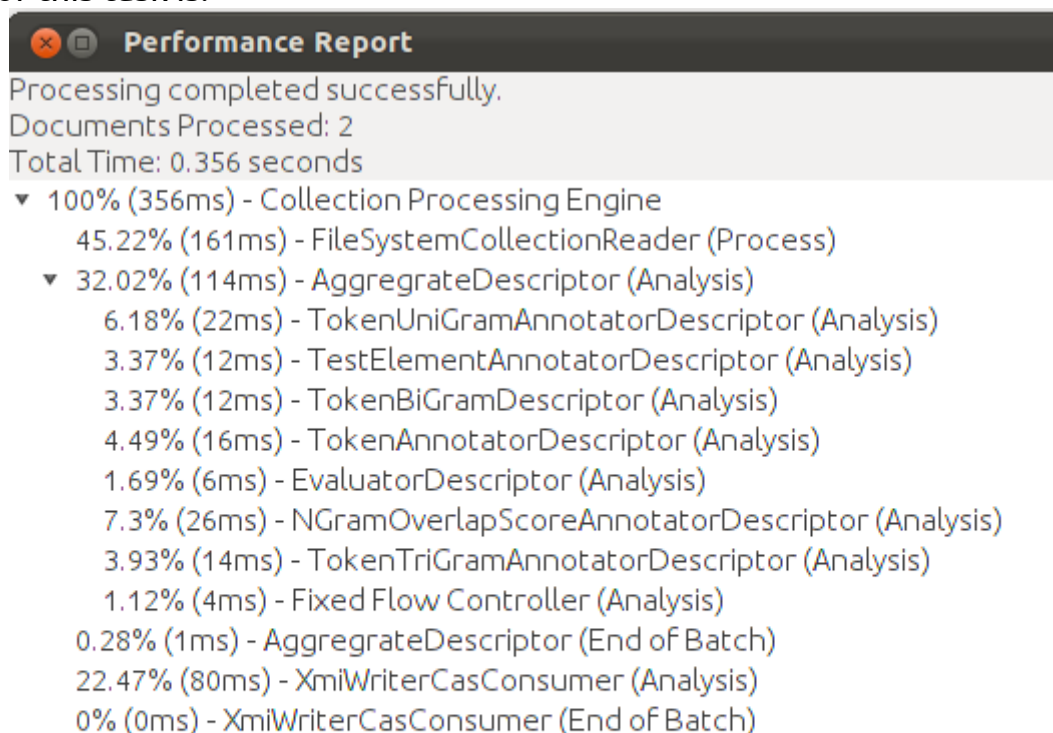 Performance Report
Processing completed successfully.
Documents Processed: 2
Total Time: 0.356 seconds
100% (356ms) - Collection Processing Engine
45.22% (161ms) - FileSystemCollectionReader (Process)
32.02% (114ms) - AggregrateDescriptor (Analysis)
6.18% (22ms) - TokenUniGramAnnotatorDescriptor (Analysis)
3.37% (12ms) - TestElementAnnotatorDescriptor (Analysis)
3.37% (12ms) - TokenBiGramDescriptor (Analysis)
4.49% (16ms) - TokenAnnotatorDescriptor (Analysis)
1.69% (6ms) - EvaluatorDescriptor (Analysis)
7.3% (26ms) - NGramOverlapScoreAnnotatorDescriptor (Analysis)
3.93% (14ms) - TokenTriGramAnnotatorDescriptor (Analysis)
1.12% (4ms) - Fixed Flow Controller (Analysis)
0.28% (1ms) - AggregrateDescriptor (End of Batch)
22.47% (80ms) - XmiWriterCasConsumer (Analysis)
0% (0ms) - XmiWriterCasConsumer (End of Batch)